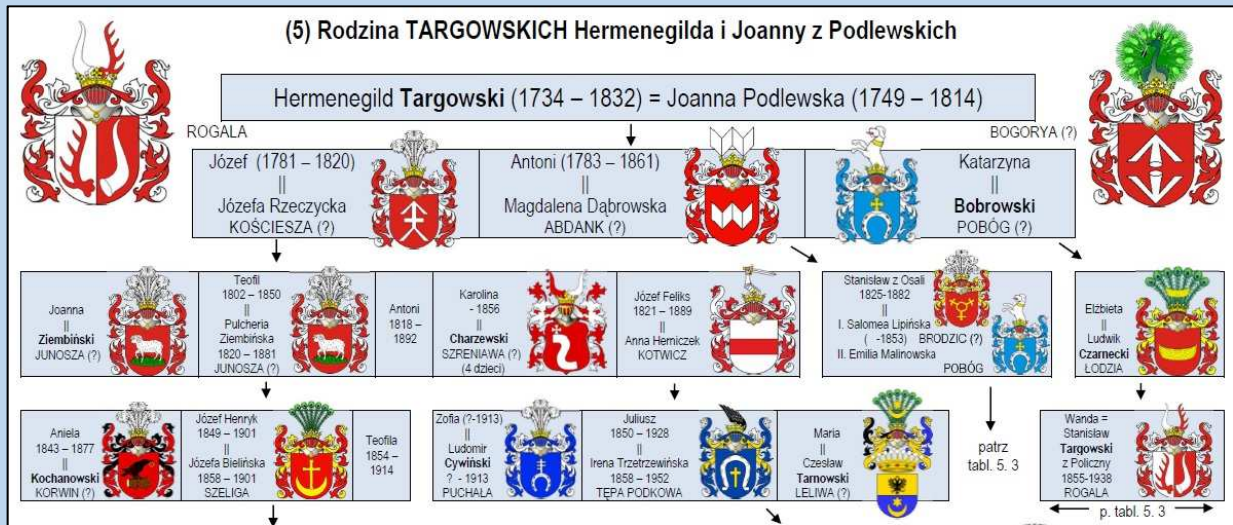 (5) Rodzina TARGOWSKICH Hermenegilda i Joanny z Podlewskich
Hermenegild Targowski (1734 – 1832) = Joanna Podlewska (1749 – 1814)
ROGALA
BOGORYA (?)
Józef (1781 – 1820)
||
Józefa Rzeczycka
KOŚCIESZA (?)
Antoni (1783 – 1861)
||
Magdalena Dąbrowska
ABDANK (?)
Katarzyna
||
Bobrowski
POBÓG (?)
Joanna
||
Ziembiński
JUNOSZA (?)
Teofil
1802 – 1850
||
Pulcheria
Ziembińska
1820 – 1881
JUNOSZA (?)
Antoni
1818 –
1892
Karolina
- 1856
||
Charzewski
SZRENIAWA (?)
(4 dzieci)
Józef Feliks
1821 – 1889
||
Anna Herniczek
KOTWICZ
Stanisław z Osali
1825-1882
||
I. Salomea Lipińska
( -1853) BRODZIC (?)
II. Emilia Malinowska
POBÓG
Elżbieta
||
Ludwik
Czarnecki
ŁODZIA
Aniela
1843 – 1877
||
Kochanowski
KORWIN (?)
Józef Henryk
1849 – 1901
||
Józefa Bielińska
1858 – 1901
SZELIGA
Teofila
1854 –
1914
Zofia (?-1913)
||
Ludomir
Cywiński
? - 1913
PUCHAŁA
Juliusz
1850 – 1928
||
Irena Trzetrzewińska
1858 – 1952
TĘPA PODKOWA
Maria
||
Czesław
Tarnowski
LELIWA (?)
patrz
tabl. 5. 3
Wanda =
Stanisław
Targowski
z Policzny
1855-1938
ROGALA
p. tabl. 5. 3